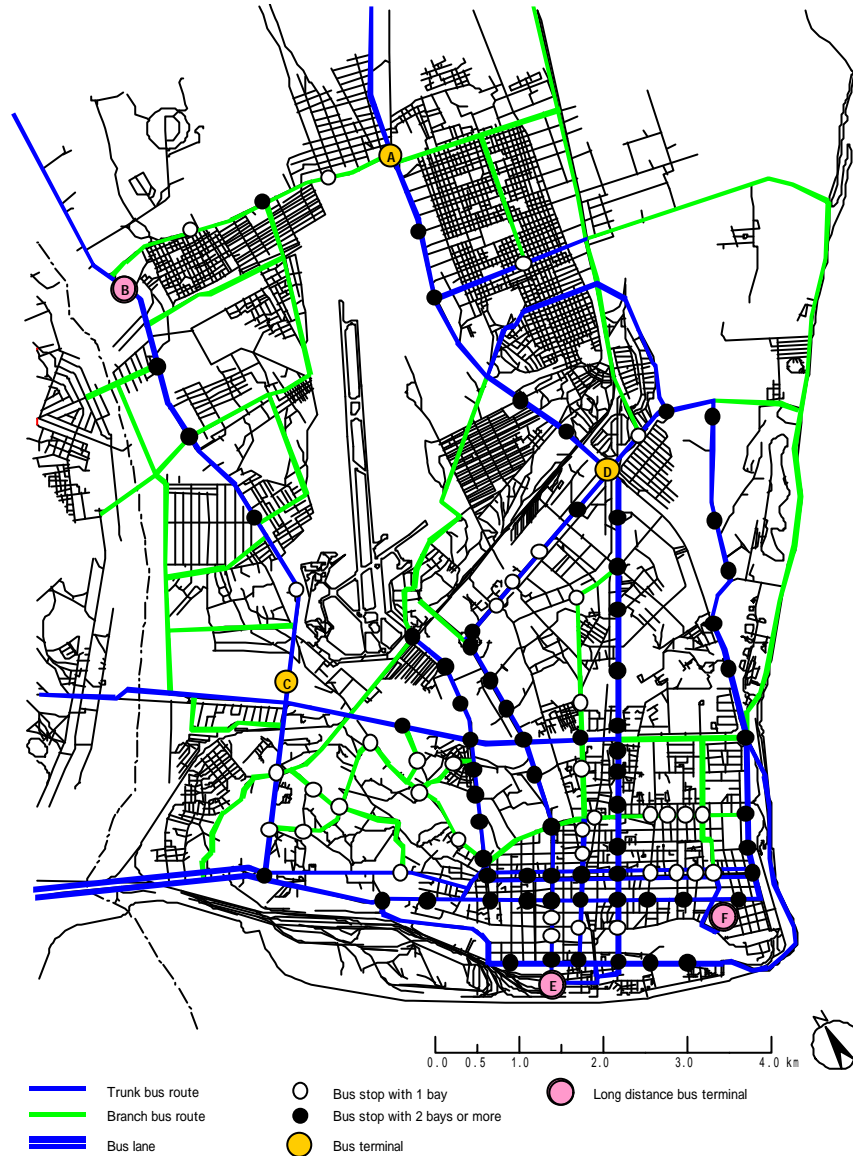 A
B
D
C
F
E
N
0.0 0.5 1.0 2.0 3.0 4.0 km
Trunk bus route
Bus stop with 1 bay
Long distance bus terminal
Branch bus route
Bus stop with 2 bays or more
Bus lane
Bus terminal